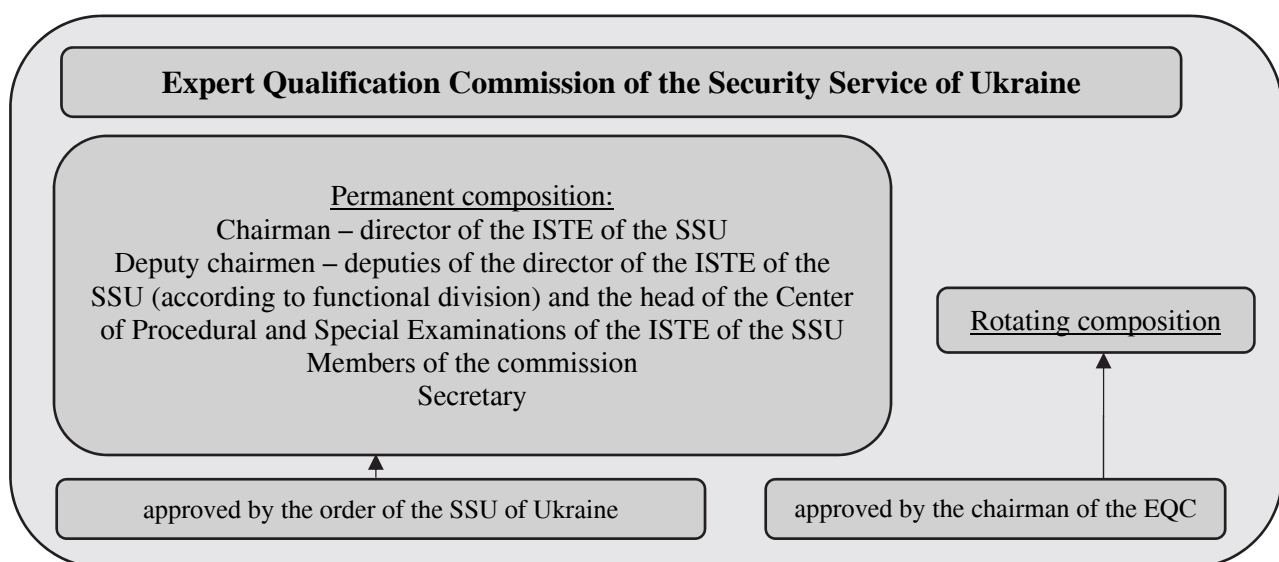 Expert Qualification Commission of the Security Service of Ukraine
Permanent composition:
Chairman – director of the ISTE of the SSU
Deputy chairmen – deputies of the director of the ISTE of the
SSU (according to functional division) and the head of the Center
of Procedural and Special Examinations of the ISTE of the SSU
Members of the commission
Secretary
Rotating composition
approved by the order of the SSU of Ukraine
approved by the chairman of the EQC